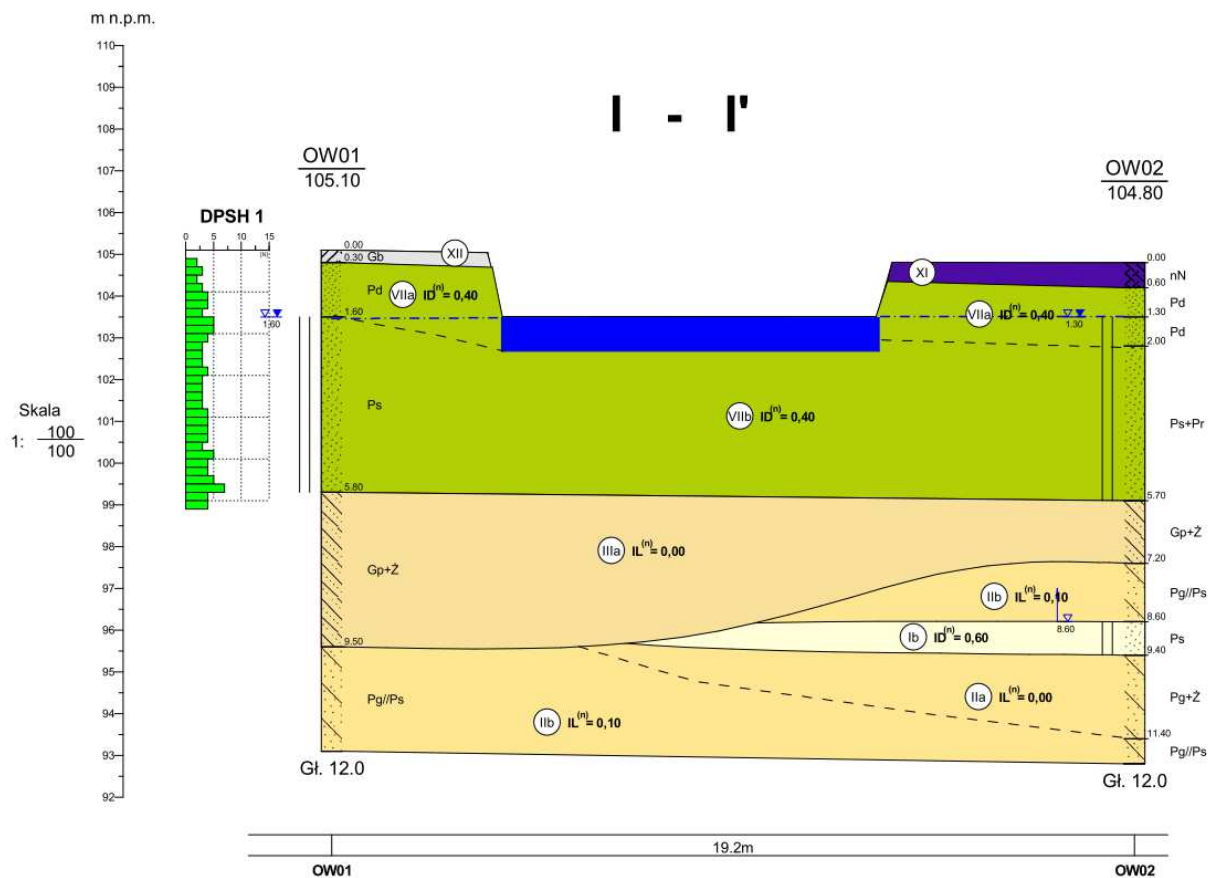 m n.p.m.
110
109
108
107
106
105
104
103
102
101
100
99
98
97
96
95
94
93
92
I - I'
OW01
105.10
OW02
104.80
DPSH 1
0 5 10 15
[N]
1.60
Skala
1: 100
100
0.00
0.30
Gb
XII
Pd
VIIa ID(n)= 0,40
1.60
Ps
5.80
Gp+Ż
9.50
Pg//Ps
Gł. 12.0
XI
VIIa ID(n)= 0,40
1.30
VIIb ID(n)= 0,40
IIIa IL(n)= 0,00
IIb IL(n)= 0,10
8.60
Ib ID(n)= 0,60
IIa IL(n)= 0,00
IIb IL(n)= 0,10
0.00
nN
0.60
Pd
1.30
Pd
2.00
Ps+Pr
5.70
Gp+Ż
7.20
Pg//Ps
8.60
Ps
9.40
Pg+Ż
11.40
Pg//Ps
Gł. 12.0
19.2m
OW01
OW02